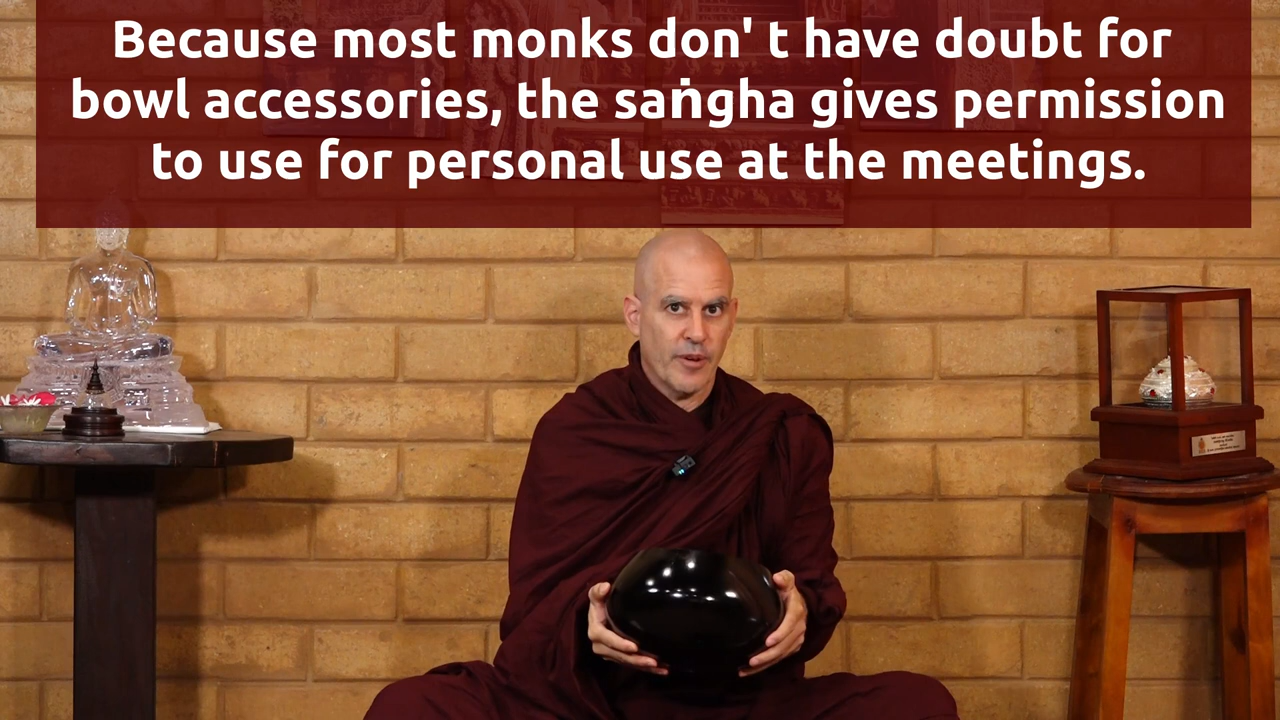 Because most monks don' t have doubt for
bowl accessories, the saṅgha gives permission
to use for personal use at the meetings.